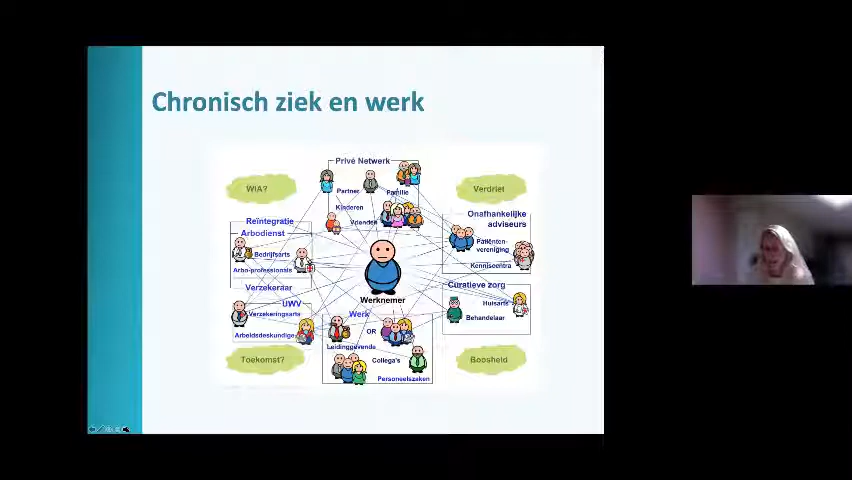 Chronisch ziek en werk
Privé Netwerk
WIA?
Verdriet
Partner
Familie
Kinderen
Vrienden
Onafhankelijke
adviseurs
Reïntegratie
Arbodienst
Patiënten-
vereniging
Bedrijfsarts
Arbo-professionals
Kenniscentra
Verzekeraar
Curatieve zorg
Werknemer
UWV
Huisarts
Verzekeringsarts
Werk
Behandelaar
OR
Arbeidsdeskundige
Leidinggevende
Toekomst?
Collega's
Boosheid
Personeelszaken